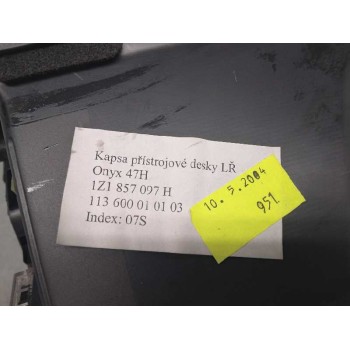 Kapsa přístrojové desky LŘ
Onyx 47H
1Z1 857 097 H
113 600 01 01 03
Index: 07S
10.5.2004
951